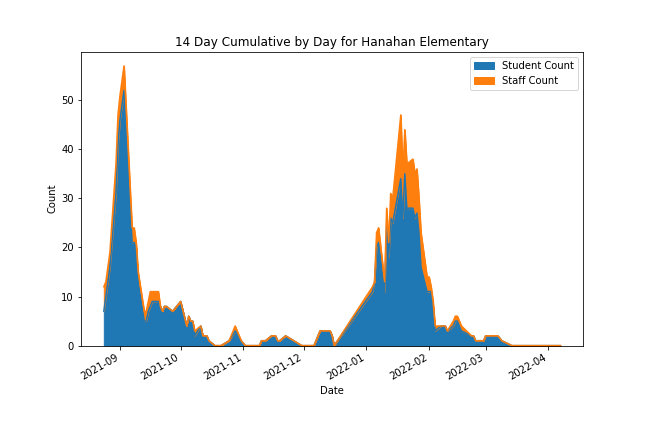 14 Day Cumulative by Day for Hanahan Elementary
Student Count
Staff Count
50
40
30
20
10
0
Count
2021-09
2021-10
2021-11
2021-12
2022-01
2022-02
2022-03
2022-04
Date